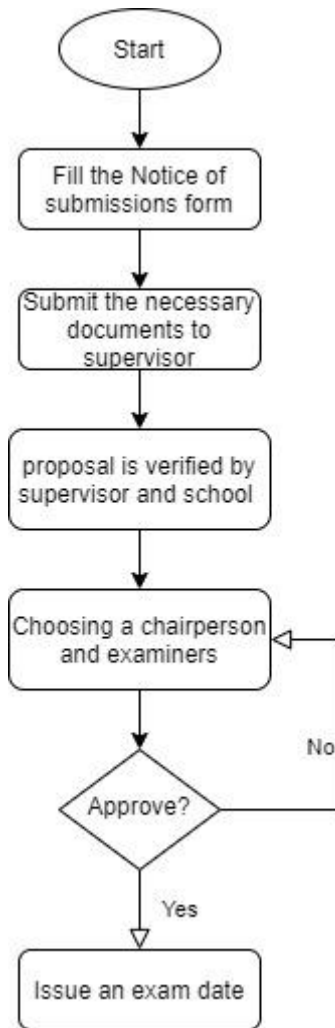 Start
Fill the Notice of
submissions form
Submit the necessary
documents to
supervisor
proposal is verified by
supervisor and school
Choosing a chairperson
and examiners
No
Approve?
Yes
Issue an exam date